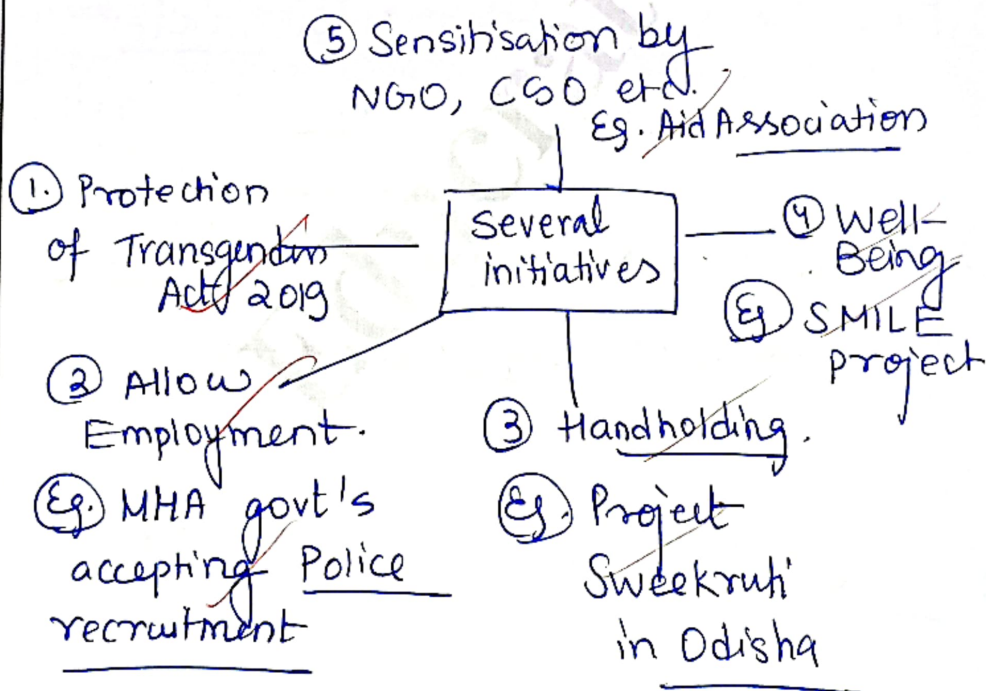 ⑤ Sensitisation by
NGO, CSO etc.
Eg. Aid Association
①. Protection
of Transgender
Act 2019
Several
initiatives
④ Well-
Being
Eg. SMILE
project
② Allow
Employment.
Eg. MHA govt's
accepting Police
recruitment
③ Handholding.
Eg. Project
Sweekruti
in Odisha